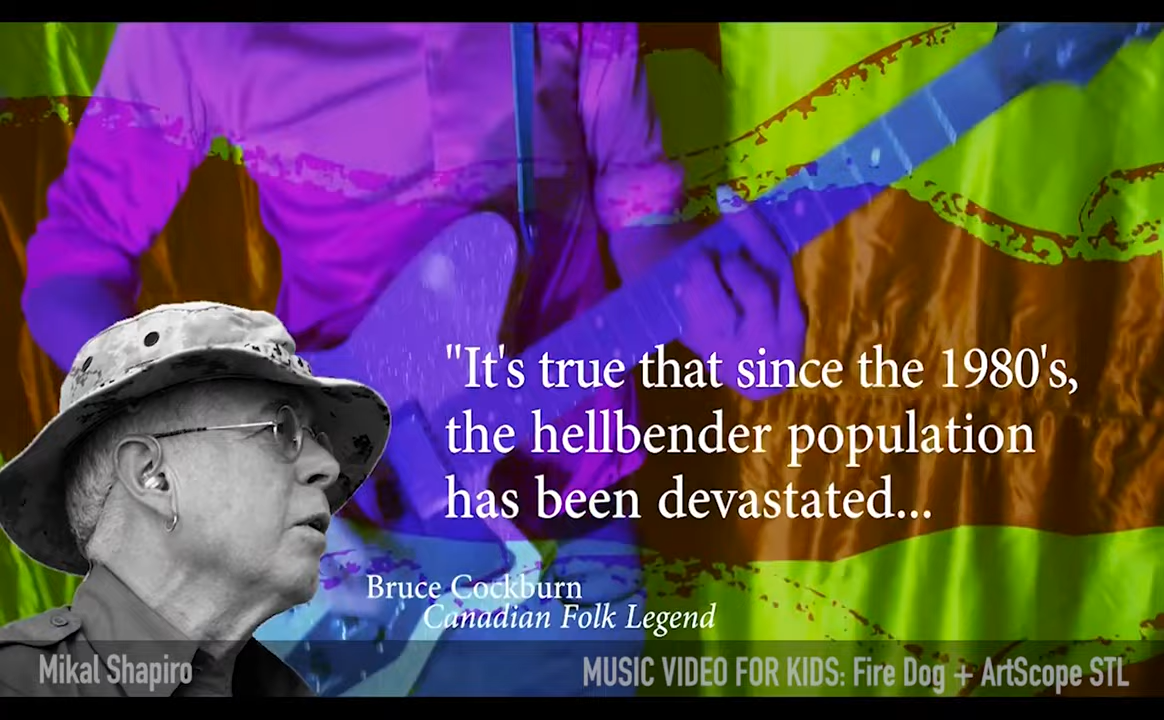 "It's true that since the 1980's,
the hellbender population
has been devastated...
Bruce Cockburn
Canadian Folk Legend
Mikal Shapiro
MUSIC VIDEO FOR KIDS: Fire Dog + ArtScope STL